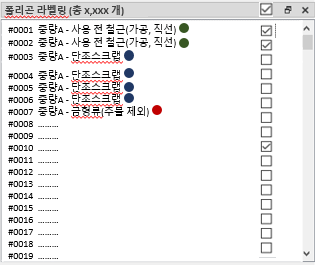 폴리곤 라벨링 (총 x,xxx 개)
#0001 중량A - 사용 전 철근(가공, 직선)
#0002 중량A - 사용 전 철근(가공, 직선)
#0003 중량A - 단조스크랩
#0004 중량A - 단조스크랩
#0005 중량A - 단조스크랩
#0006 중량A - 단조스크랩
#0007 중량A - 금형류(주물 제외)
#0008 .........
#0009 .........
#0010 .........
#0011 .........
#0012 .........
#0013 .........
#0014 .........
#0015 .........
#0016 .........
#0017 .........
#0018 .........
#0019 .........